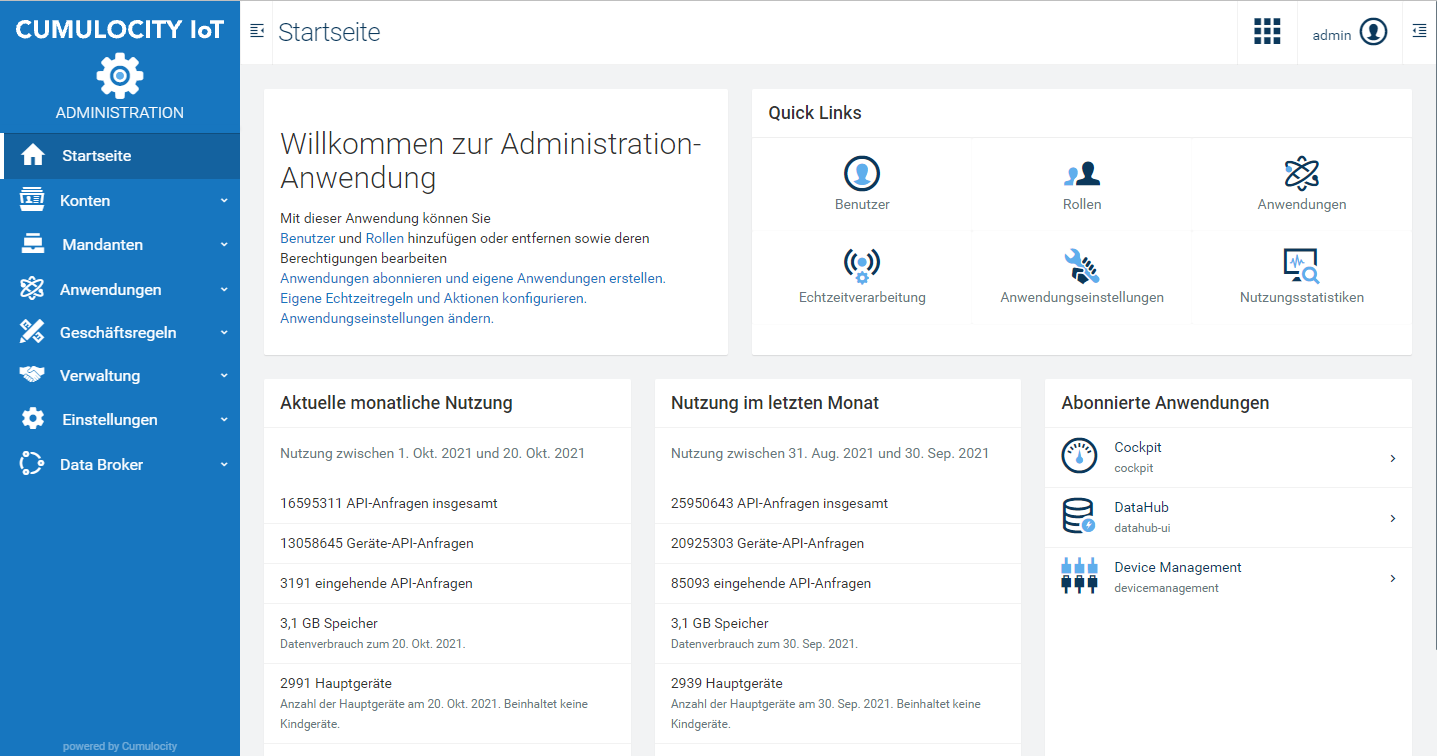 CUMULOCITY IoT
ADMINISTRATION
Startseite
Konten
Mandanten
Anwendungen
Geschäftsregeln
Verwaltung
Einstellungen
Data Broker
powered by Cumulocity
Startseite
admin
Willkommen zur Administration-
Anwendung
Mit dieser Anwendung können Sie
Benutzer und Rollen hinzufügen oder entfernen sowie deren
Berechtigungen bearbeiten
Anwendungen abonnieren und eigene Anwendungen erstellen.
Eigene Echtzeitregeln und Aktionen konfigurieren.
Anwendungseinstellungen ändern.
Quick Links
Benutzer
Rollen
Anwendungen
Echtzeitverarbeitung
Anwendungseinstellungen
Nutzungsstatistiken
Aktuelle monatliche Nutzung
Nutzung zwischen 1. Okt. 2021 und 20. Okt. 2021
16595311 API-Anfragen insgesamt
13058645 Geräte-API-Anfragen
3191 eingehende API-Anfragen
3,1 GB Speicher
Datenverbrauch zum 20. Okt. 2021.
2991 Hauptgeräte
Anzahl der Hauptgeräte am 20. Okt. 2021. Beinhaltet keine
Kindgeräte.
Nutzung im letzten Monat
Nutzung zwischen 31. Aug. 2021 und 30. Sep. 2021
25950643 API-Anfragen insgesamt
20925303 Geräte-API-Anfragen
85093 eingehende API-Anfragen
3,1 GB Speicher
Datenverbrauch zum 30. Sep. 2021.
2939 Hauptgeräte
Anzahl der Hauptgeräte am 30. Sep. 2021. Beinhaltet keine
Kindgeräte.
Abonnierte Anwendungen
Cockpit
cockpit
DataHub
datahub-ui
Device Management
devicemanagement